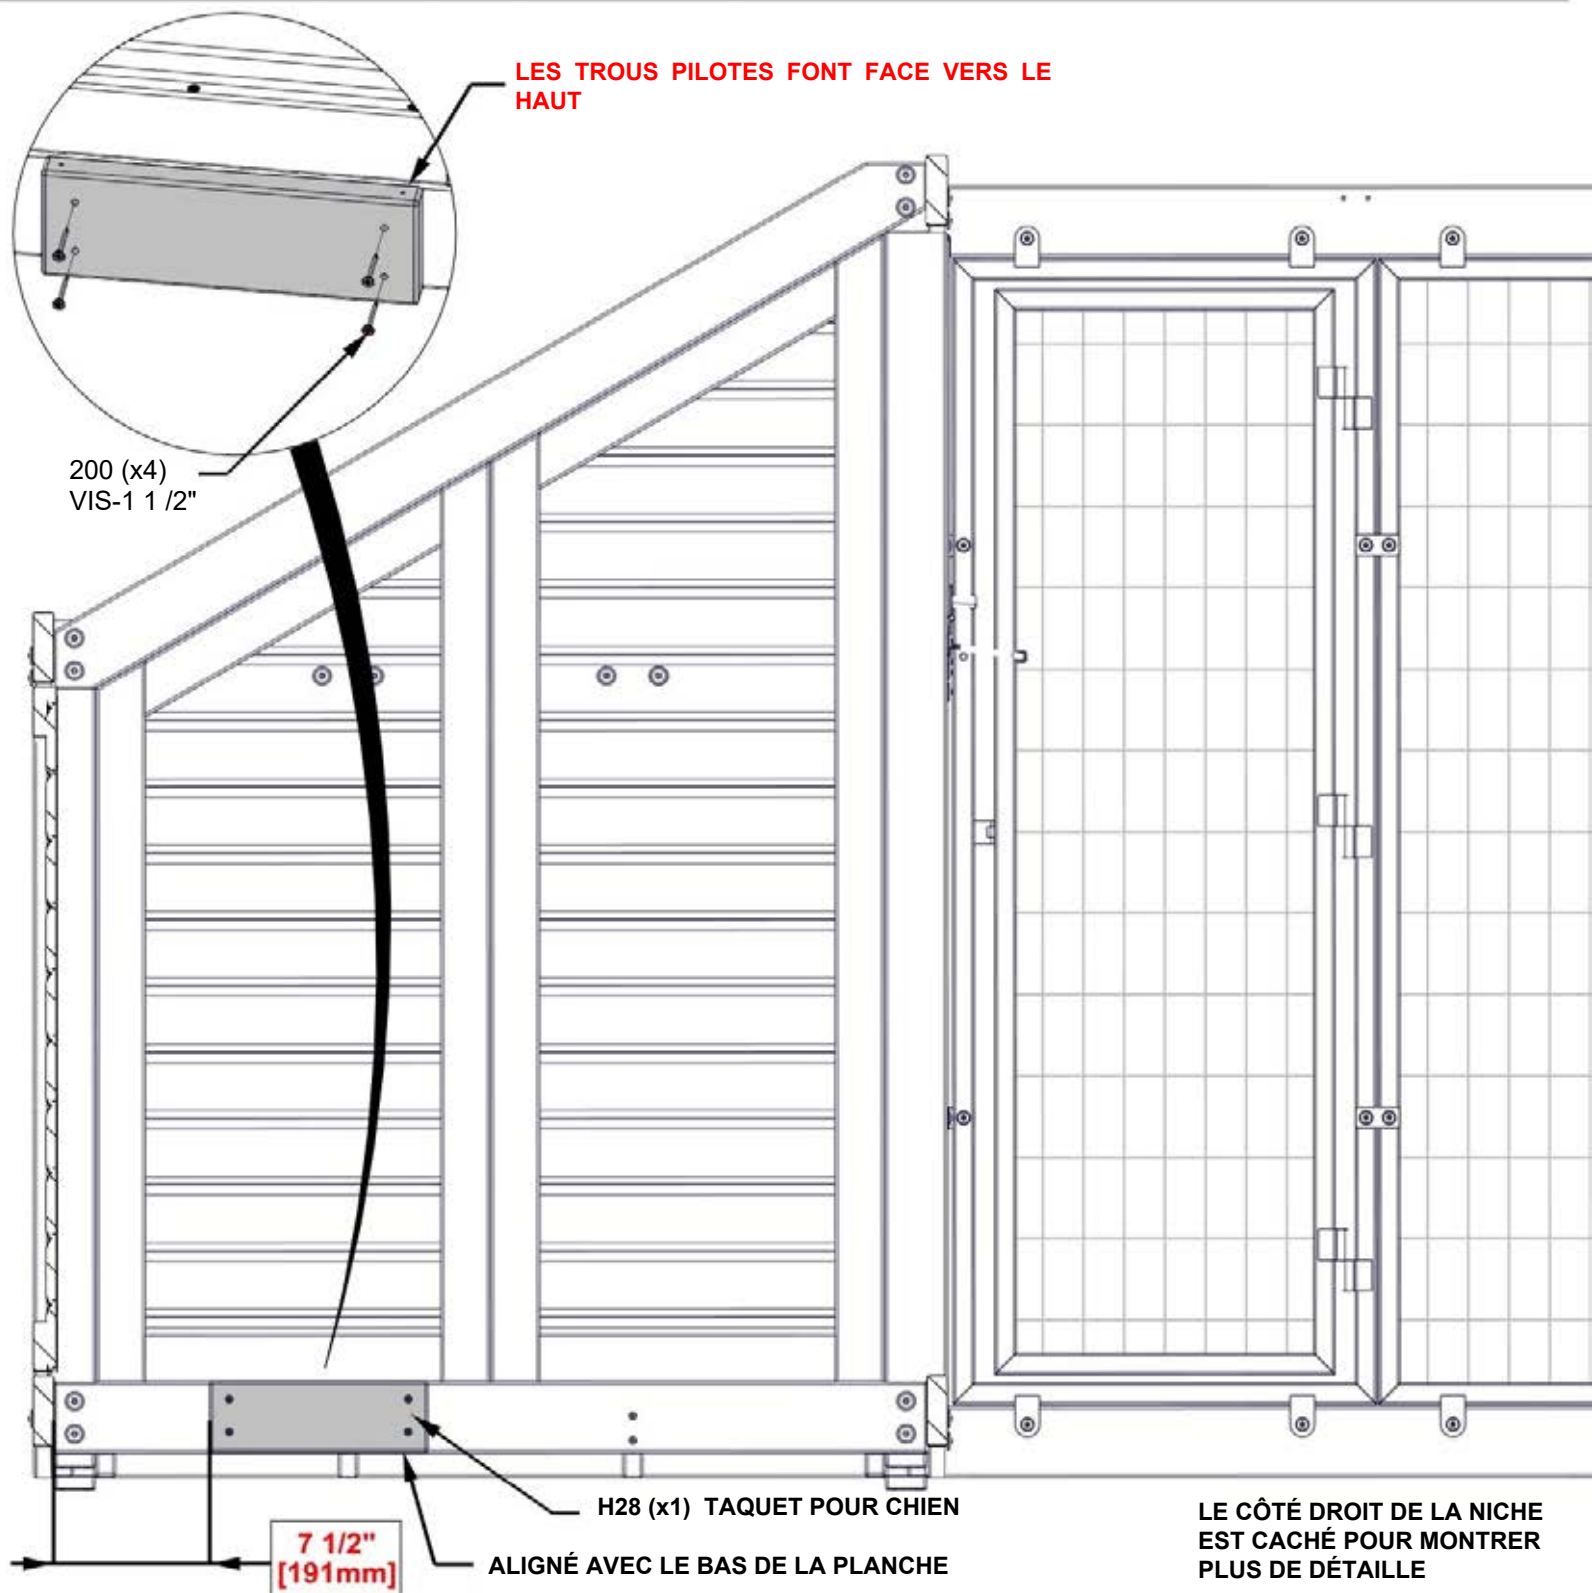 LES TROUS PILOTES FONT FACE VERS LE
HAUT
200 (x4)
VIS-1 1 /2"
H28 (x1) TAQUET POUR CHIEN
7 1/2"
[191mm]
ALIGNÉ AVEC LE BAS DE LA PLANCHE
LE CÔTÉ DROIT DE LA NICHE
EST CACHÉ POUR MONTRER
PLUS DE DÉTAILLE